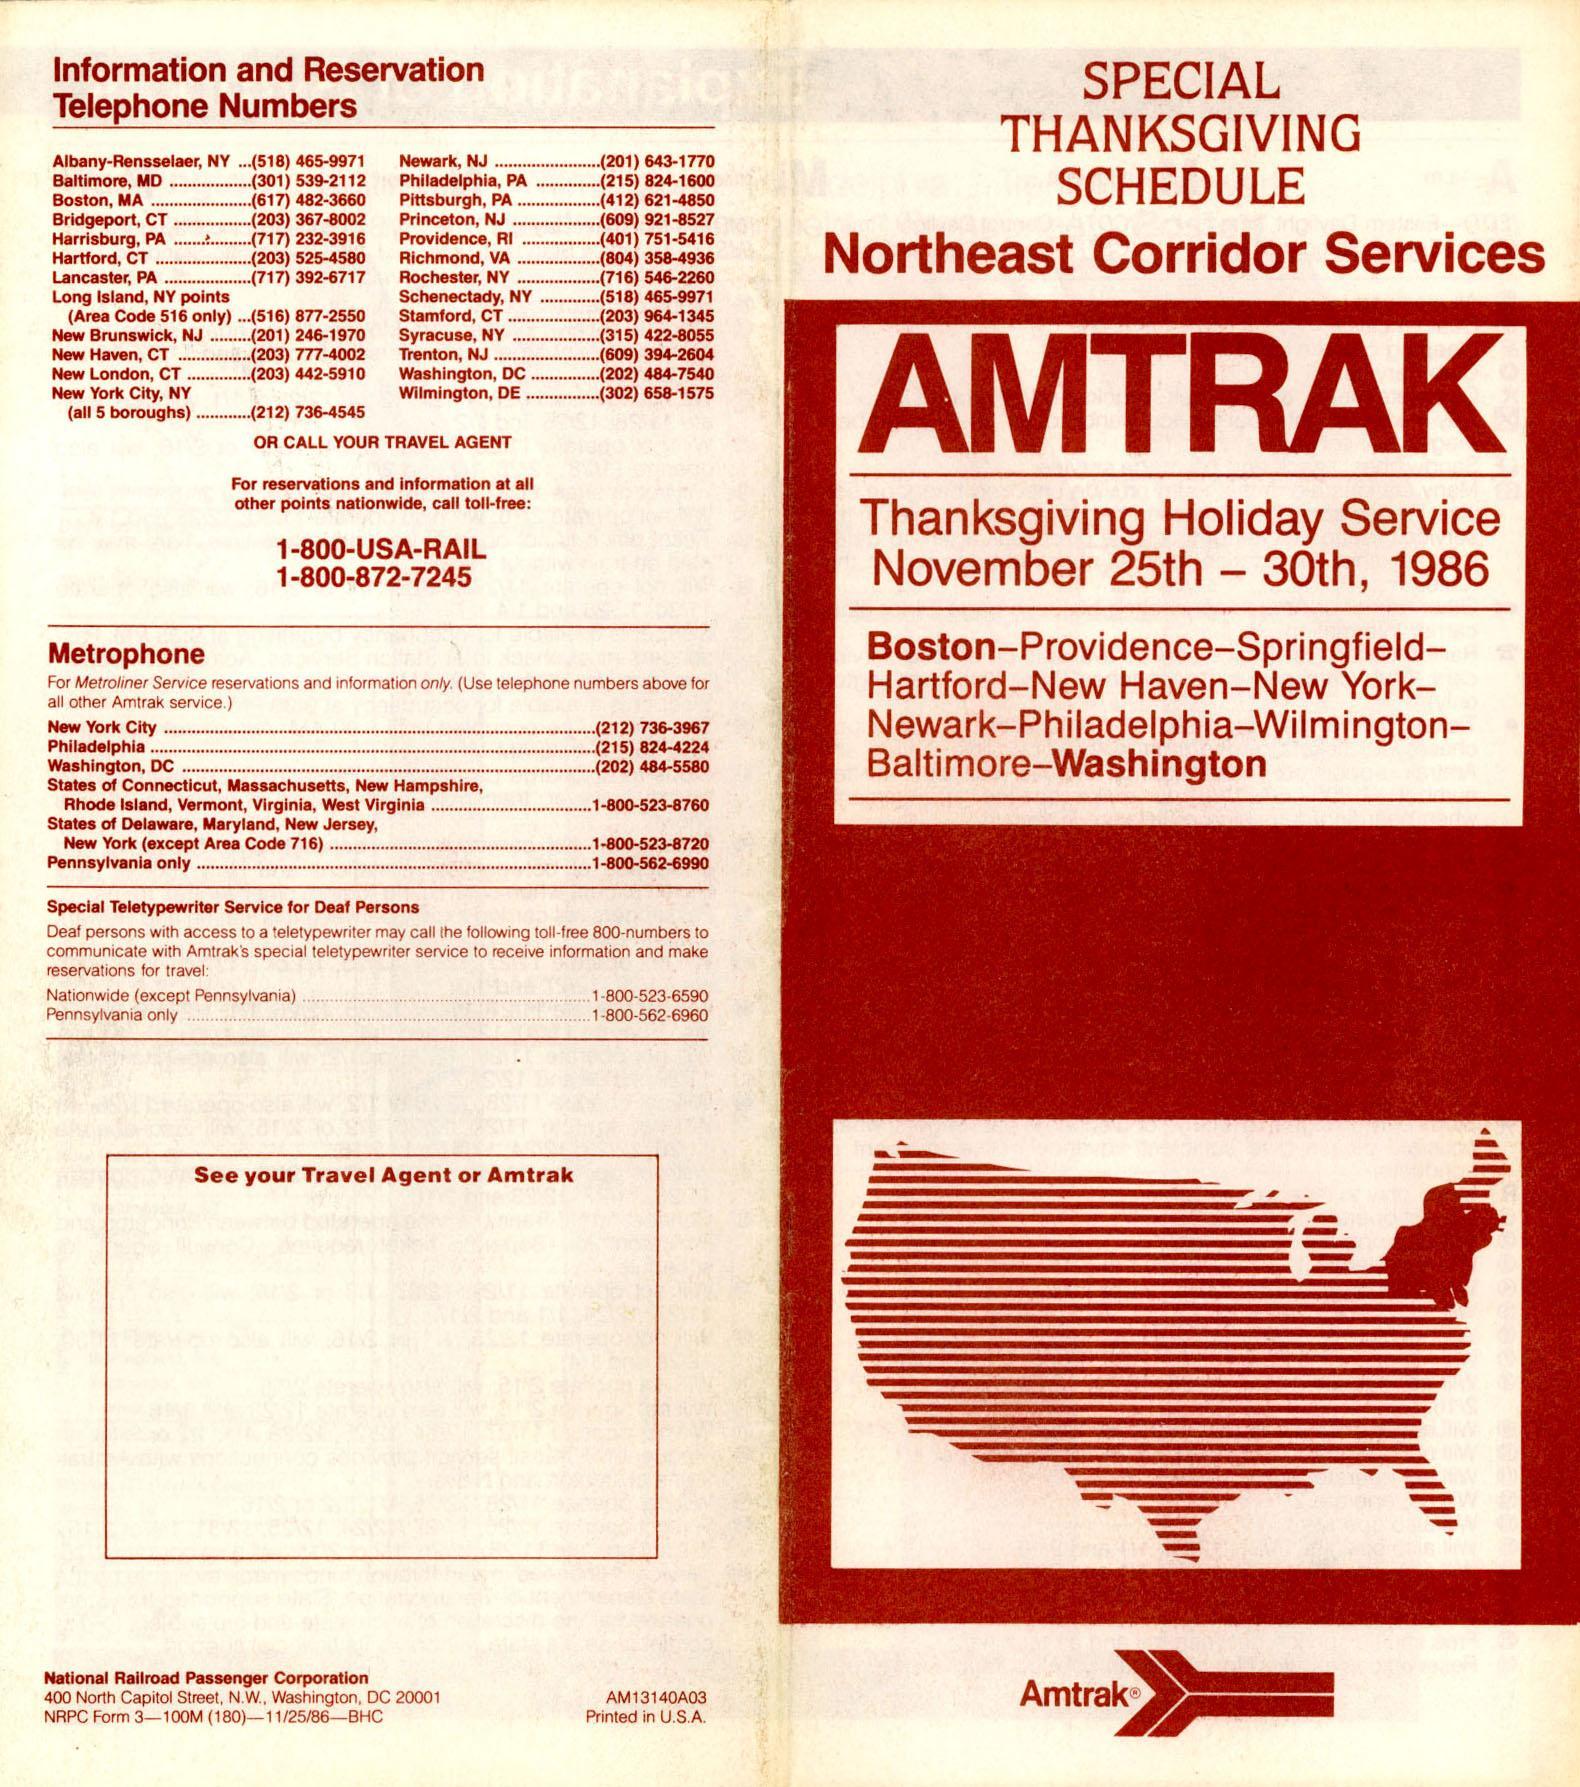 Information and Reservation
Telephone Numbers
Albany-Rensselaer, NY ...(518) 465-9971
Baltimore, MD ..................(301) 539-2112
Boston, MA ......................(617) 482-3660
Bridgeport, CT .................(203) 367-8002
Harrisburg, PA .................(717) 232-3916
Hartford, CT .....................(203) 525-4580
Lancaster, PA ...................(717) 392-6717
Long Island, NY points
(Area Code 516 only) ...(516) 877-2550
New Brunswick, NJ .........(201) 246-1970
New Haven, CT ................(203) 777-4002
New London, CT ..............(203) 442-5910
New York City, NY
(all 5 boroughs) ............(212) 736-4545
Newark, NJ .......................(201) 643-1770
Philadelphia, PA ..............(215) 824-1600
Pittsburgh, PA ..................(412) 621-4850
Princeton, NJ ...................(609) 921-8527
Providence, RI ..................(401) 751-5416
Richmond, VA ...................(804) 358-4936
Rochester, NY ..................(716) 546-2260
Schenectady, NY .............(518) 465-9971
Stamford, CT ....................(203) 964-1345
Syracuse, NY ...................(315) 422-8055
Trenton, NJ .......................(609) 394-2604
Washington, DC ...............(202) 484-7540
Wilmington, DE ................(302) 658-1575
OR CALL YOUR TRAVEL AGENT
For reservations and information at all
other points nationwide, call toll-free:
1-800-USA-RAIL
1-800-872-7245
Metrophone
For Metroliner Service reservations and information only. (Use telephone numbers above for
all other Amtrak service.)
New York City ....................(212) 736-3967
Philadelphia ....................(215) 824-4224
Washington, DC ....................(202) 484-5580
States of Connecticut, Massachusetts, New Hampshire,
Rhode Island, Vermont, Virginia, West Virginia ....................1-800-523-8760
States of Delaware, Maryland, New Jersey,
New York (except Area Code 716) ....................1-800-523-8720
Pennsylvania only ....................1-800-562-6990
Special Teletypewriter Service for Deaf Persons
Deaf persons with access to a teletypewriter may call the following toll-free 800-numbers to
communicate with Amtrak's special teletypewriter service to receive information and make
reservations for travel:
Nationwide (except Pennsylvania) ....................1-800-523-6590
Pennsylvania only ....................1-800-562-6960
See your Travel Agent or Amtrak
National Railroad Passenger Corporation
400 North Capitol Street, N.W., Washington, DC 20001
NRPC Form 3—100M (180)—11/25/86—BHC
AM13140A03
Printed in U.S.A.
SPECIAL
THANKSGIVING
SCHEDULE
Northeast Corridor Services
AMTRAK
Thanksgiving Holiday Service
November 25th – 30th, 1986
Boston–Providence–Springfield–
Hartford–New Haven–New York–
Newark–Philadelphia–Wilmington–
Baltimore–Washington
Amtrak®